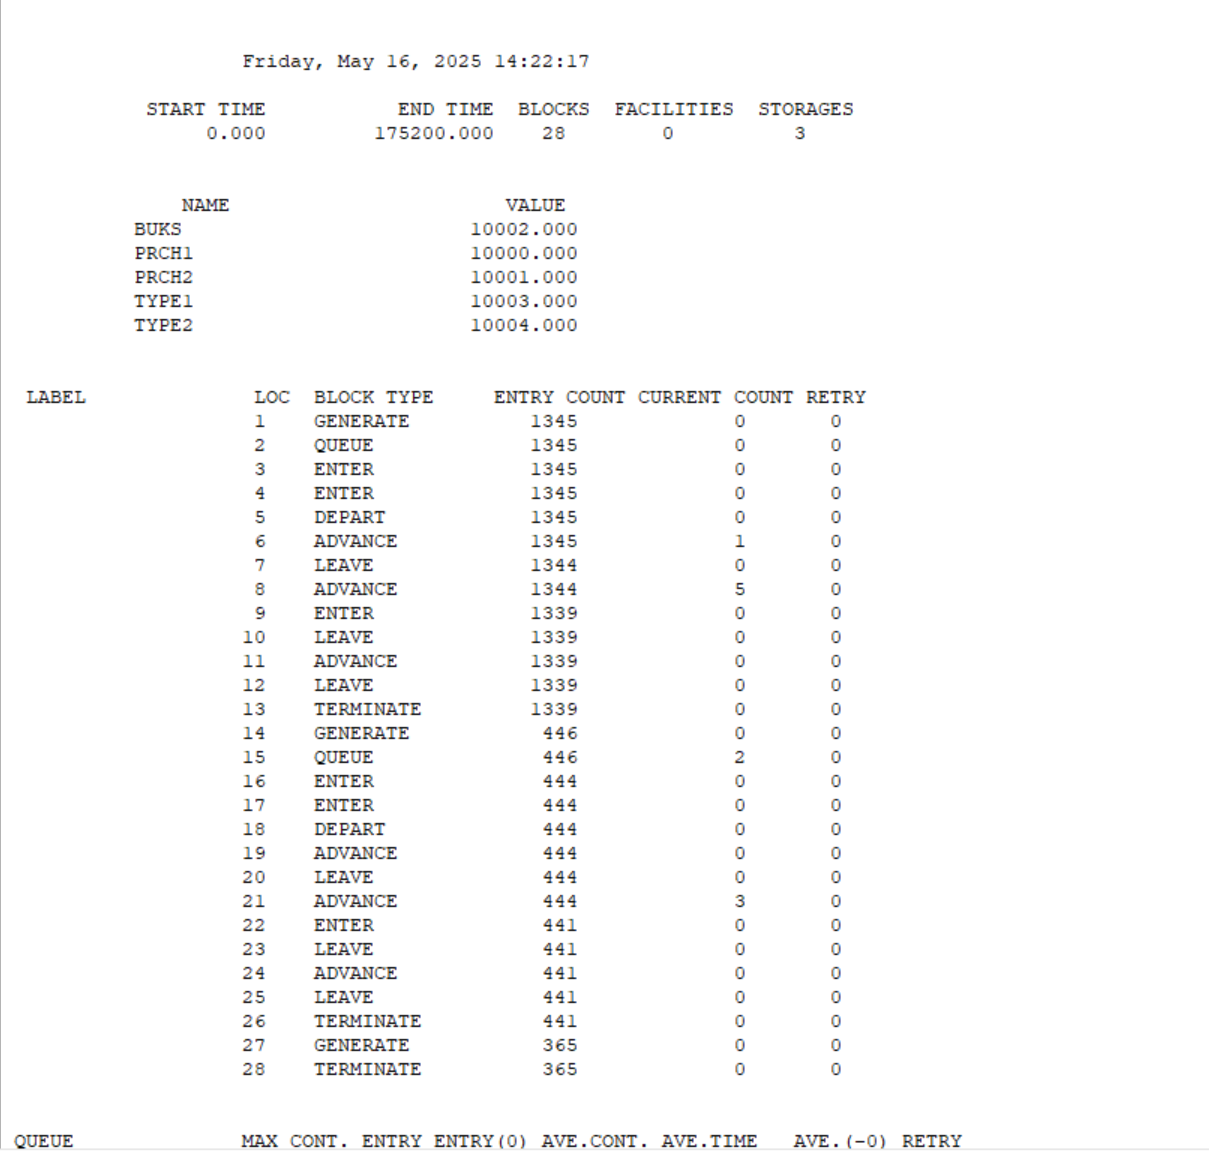 Friday, May 16, 2025 14:22:17
START TIME END TIME BLOCKS FACILITIES STORAGES
0.000 175200.000 28 0 3
NAME VALUE
BUKS 10002.000
PRCH1 10000.000
PRCH2 10001.000
TYPE1 10003.000
TYPE2 10004.000
LABEL LOC BLOCK TYPE ENTRY COUNT CURRENT COUNT RETRY
1 GENERATE 1345 0 0
2 QUEUE 1345 0 0
3 ENTER 1345 0 0
4 ENTER 1345 0 0
5 DEPART 1345 0 0
6 ADVANCE 1345 1 0
7 LEAVE 1344 0 0
8 ADVANCE 1344 5 0
9 ENTER 1339 0 0
10 LEAVE 1339 0 0
11 ADVANCE 1339 0 0
12 LEAVE 1339 0 0
13 TERMINATE 1339 0 0
14 GENERATE 446 0 0
15 QUEUE 446 2 0
16 ENTER 444 0 0
17 ENTER 444 0 0
18 DEPART 444 0 0
19 ADVANCE 444 0 0
20 LEAVE 444 0 0
21 ADVANCE 444 3 0
22 ENTER 441 0 0
23 LEAVE 441 0 0
24 ADVANCE 441 0 0
25 LEAVE 441 0 0
26 TERMINATE 441 0 0
27 GENERATE 365 0 0
28 TERMINATE 365 0 0
QUEUE MAX CONT. ENTRY ENTRY(0) AVE.CONT. AVE.TIME AVE.(-0) RETRY